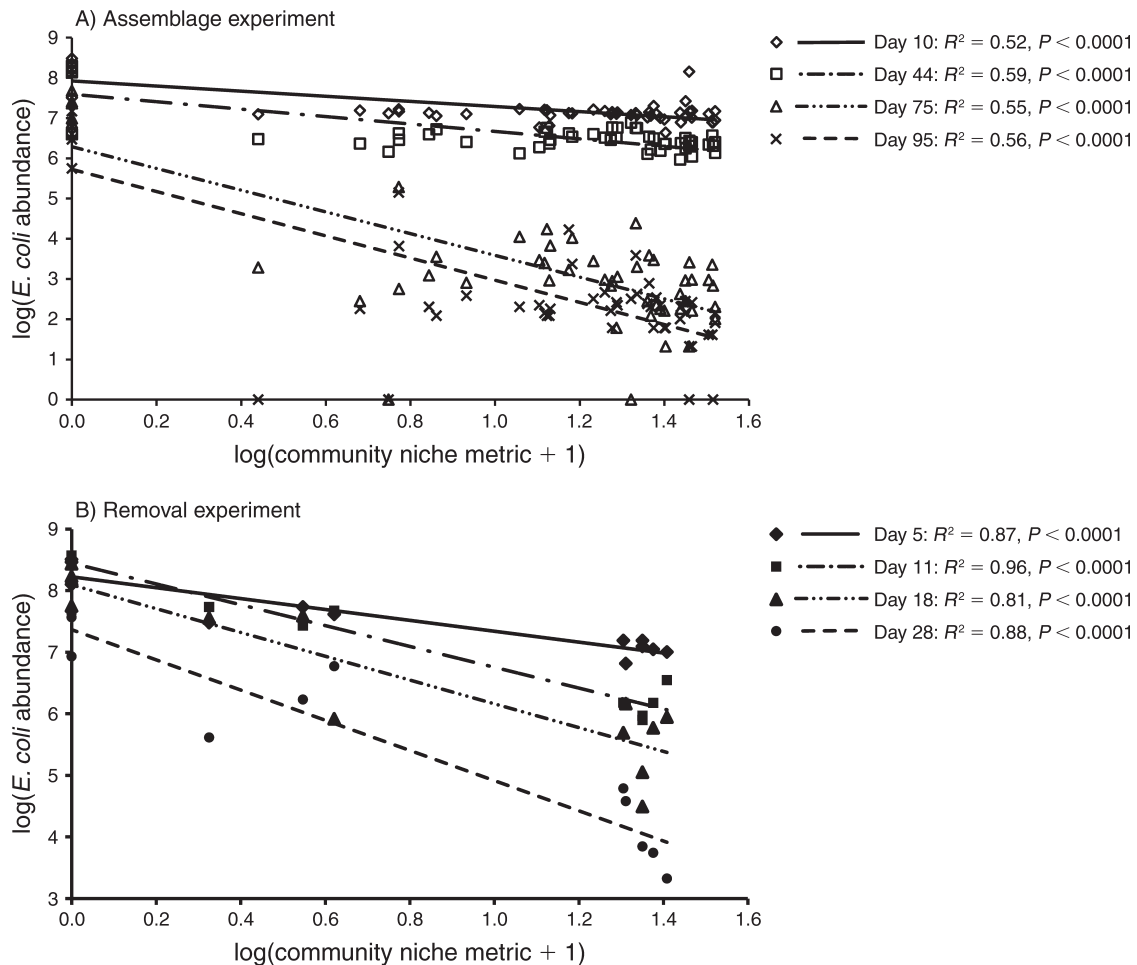 A) Assemblage experiment
9
8
7
6
5
4
3
2
1
0
log(E. coli abundance)
0.0 0.2 0.4 0.6 0.8 1.0 1.2 1.4 1.6
log(community niche metric + 1)
Day 10: R² = 0.52, P < 0.0001
Day 44: R² = 0.59, P < 0.0001
Day 75: R² = 0.55, P < 0.0001
Day 95: R² = 0.56, P < 0.0001
B) Removal experiment
9
8
7
6
5
4
3
log(E. coli abundance)
0.0 0.2 0.4 0.6 0.8 1.0 1.2 1.4 1.6
log(community niche metric + 1)
Day 5: R² = 0.87, P < 0.0001
Day 11: R² = 0.96, P < 0.0001
Day 18: R² = 0.81, P < 0.0001
Day 28: R² = 0.88, P < 0.0001